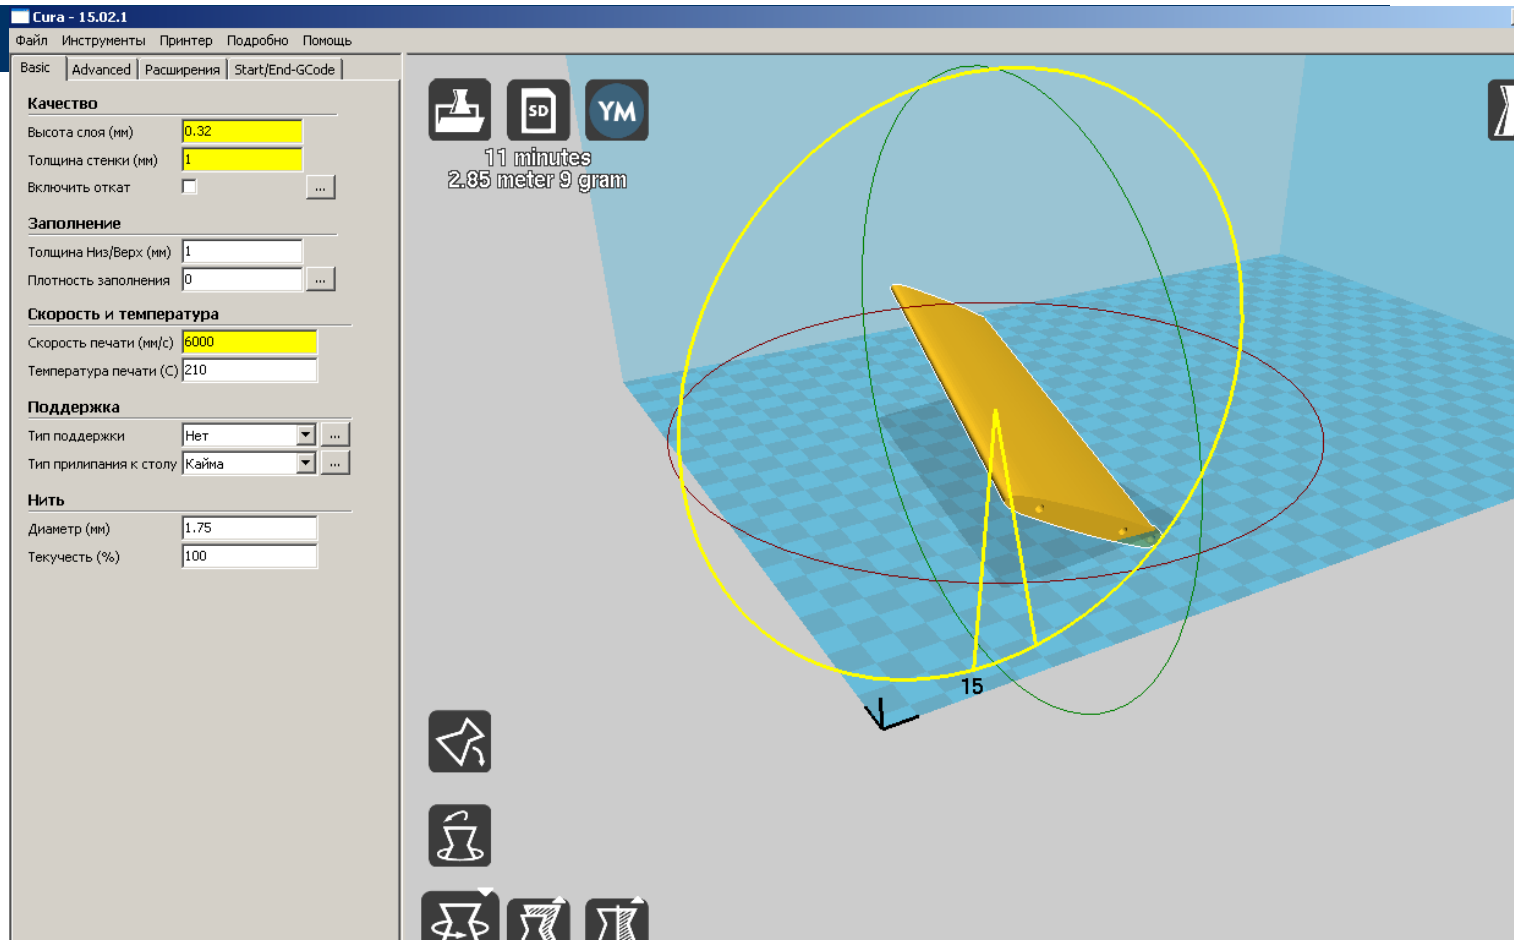 Cura - 15.02.1
Файл Инструменты Принтер Подробно Помощь
Basic Advanced Расширения Start/End-GCode
Качество
Высота слоя (мм) 0.32
Толщина стенки (мм) 1
Включить откат ...
Заполнение
Толщина Низ/Верх (мм) 1
Плотность заполнения 0 ...
Скорость и температура
Скорость печати (мм/с) 6000
Температура печати (C) 210
Поддержка
Тип поддержки Нет ...
Тип прилипания к столу Кайма ...
Нить
Диаметр (мм) 1.75
Текучесть (%) 100
SD
YM
11 minutes
2.85 meter 9 gram
15